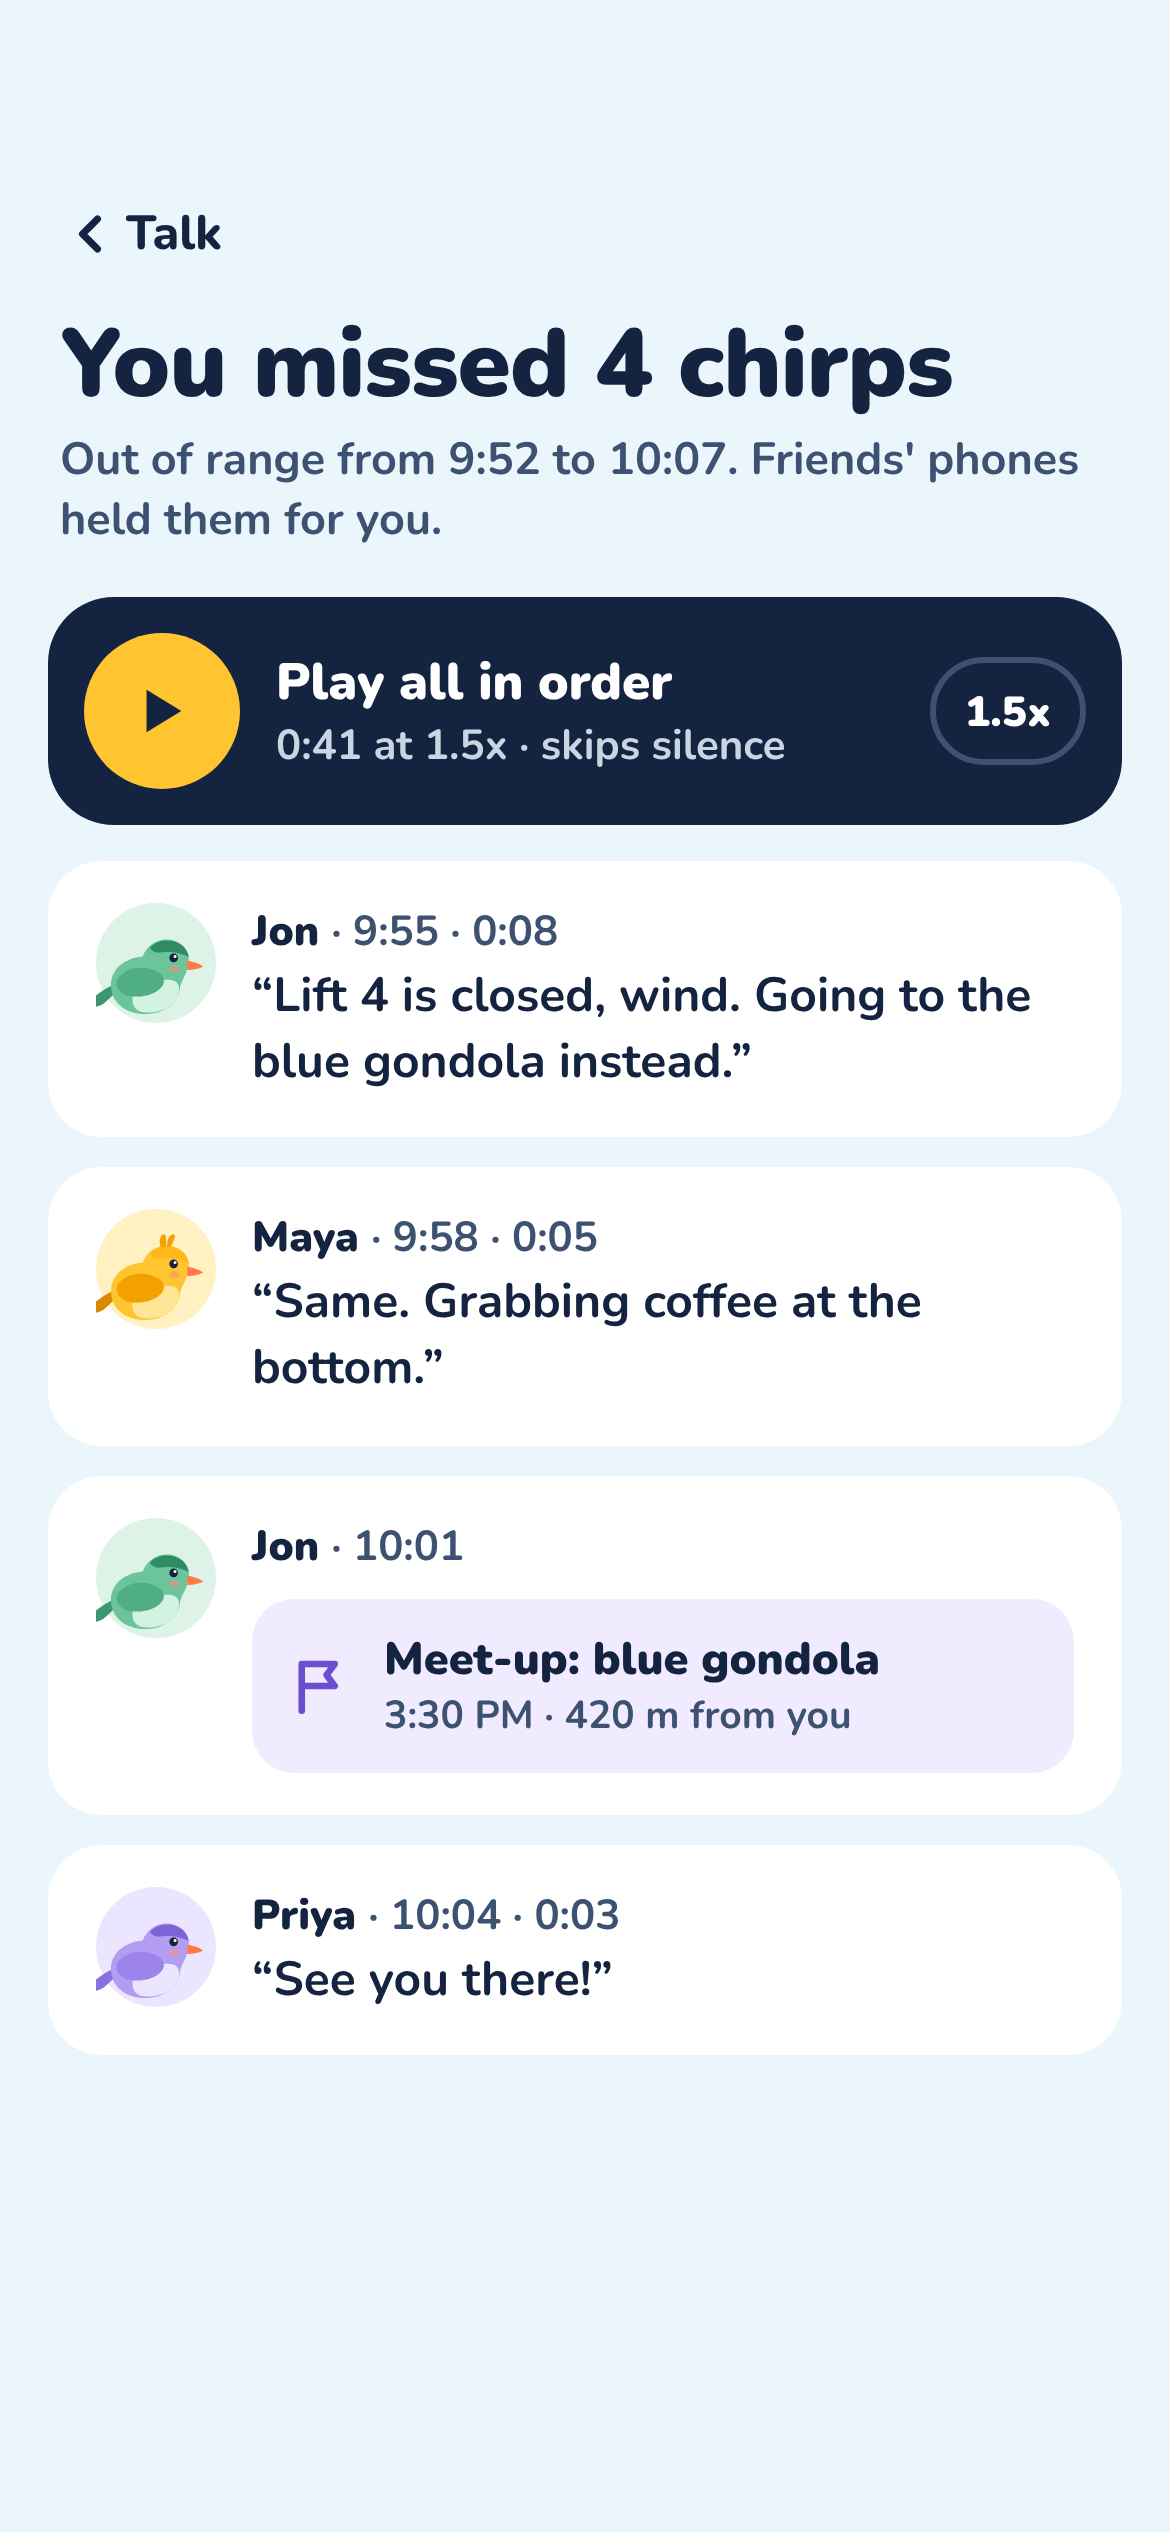 Talk
You missed 4 chirps
Out of range from 9:52 to 10:07. Friends' phones
held them for you.
Play all in order
0:41 at 1.5x · skips silence
1.5x
Jon · 9:55 · 0:08
“Lift 4 is closed, wind. Going to the
blue gondola instead.”
Maya · 9:58 · 0:05
“Same. Grabbing coffee at the
bottom.”
Jon · 10:01
Meet-up: blue gondola
3:30 PM · 420 m from you
Priya · 10:04 · 0:03
“See you there!”